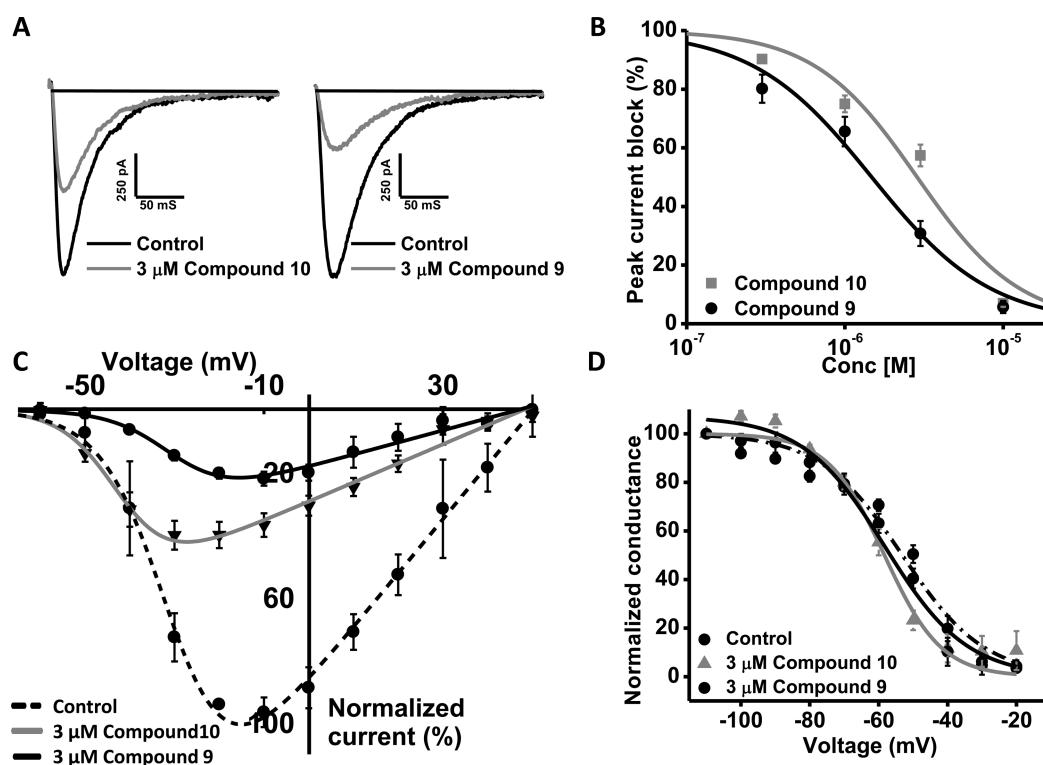 A
250 pA
50 mS
Control
3 μM Compound 10
250 pA
50 mS
Control
3 μM Compound 9
B
Peak current block (%)
100
80
60
40
20
0
10-7
10-6
10-5
Conc [M]
Compound 10
Compound 9
C
Voltage (mV)
-50
-10
30
20
60
100
Normalized
current (%)
Control
3 μM Compound10
3 μM Compound 9
D
Normalized conductance
100
80
60
40
20
0
-100
-80
-60
-40
-20
Voltage (mV)
Control
3 μM Compound 10
3 μM Compound 9